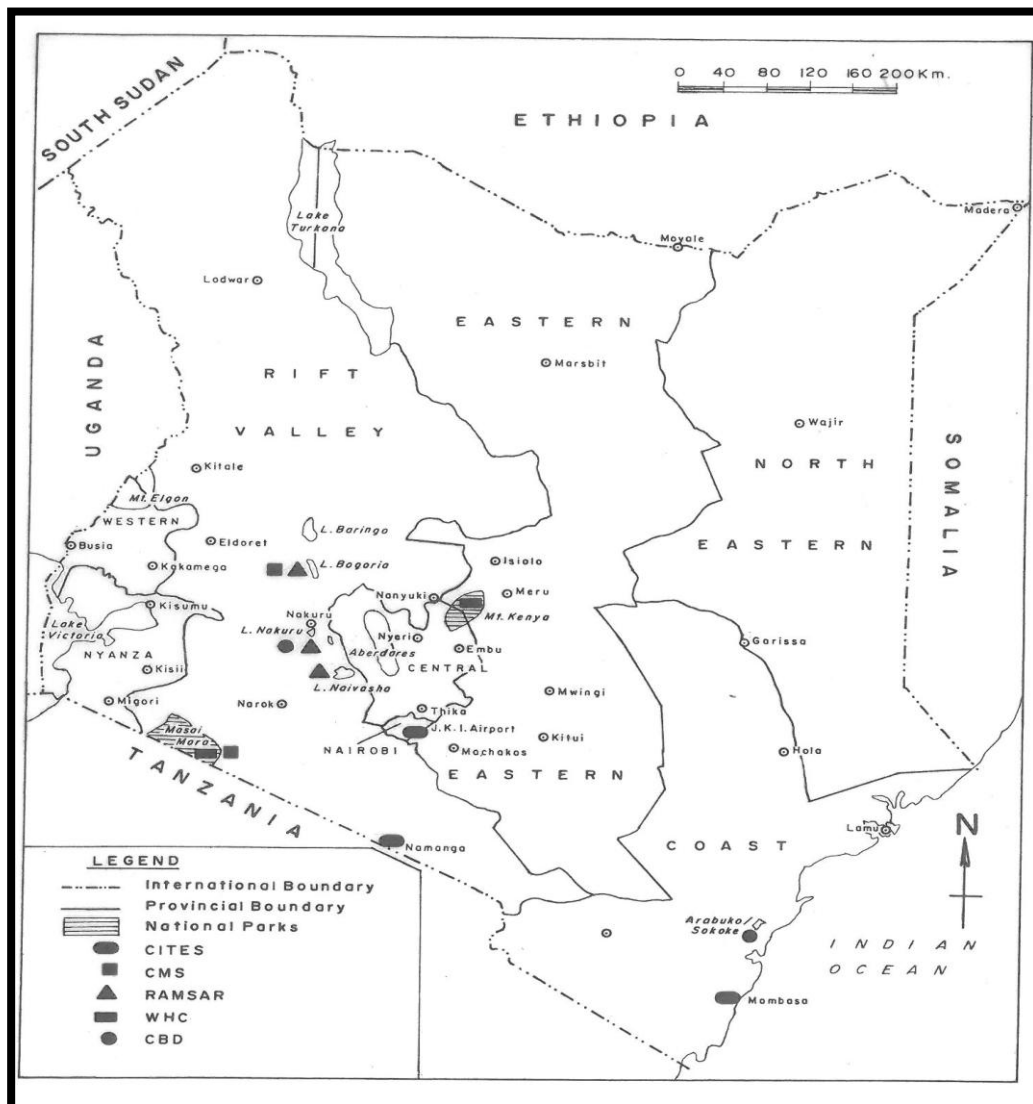 0 40 80 120 160 200 Km.
SOUTH SUDAN
ETHIOPIA
Lake
Turkana
Madera
Moyale
Lodwar
EASTERN
Marsbit
UGANDA
RIFT
VALLEY
Wajir
SOMALIA
Kitale
NORTH
Mt. Elgon
WESTERN
L. Baringo
Busia
Eldoret
EASTERN
Kakamega
L. Bogoria
Isiolo
Nanyuki
Meru
Kisumu
Mt. Kenya
Lake
Victoria
Nakuru
L. Nakuru
Nyeri
Garissa
NYANZA
Aberdares
Embu
Kisii
CENTRAL
L. Naivasha
Mwingi
Migori
Narok
Thika
Masai
Mara
J.K.I. Airport
NAIROBI
Machakos
Kitui
Hola
TANZANIA
EASTERN
Lamu
N
Namanga
COAST
LEGEND
International Boundary
Provincial Boundary
National Parks
CITES
CMS
RAMSAR
WHC
CBD
Arabuko/
Sokoke
INDIAN
OCEAN
Mombasa